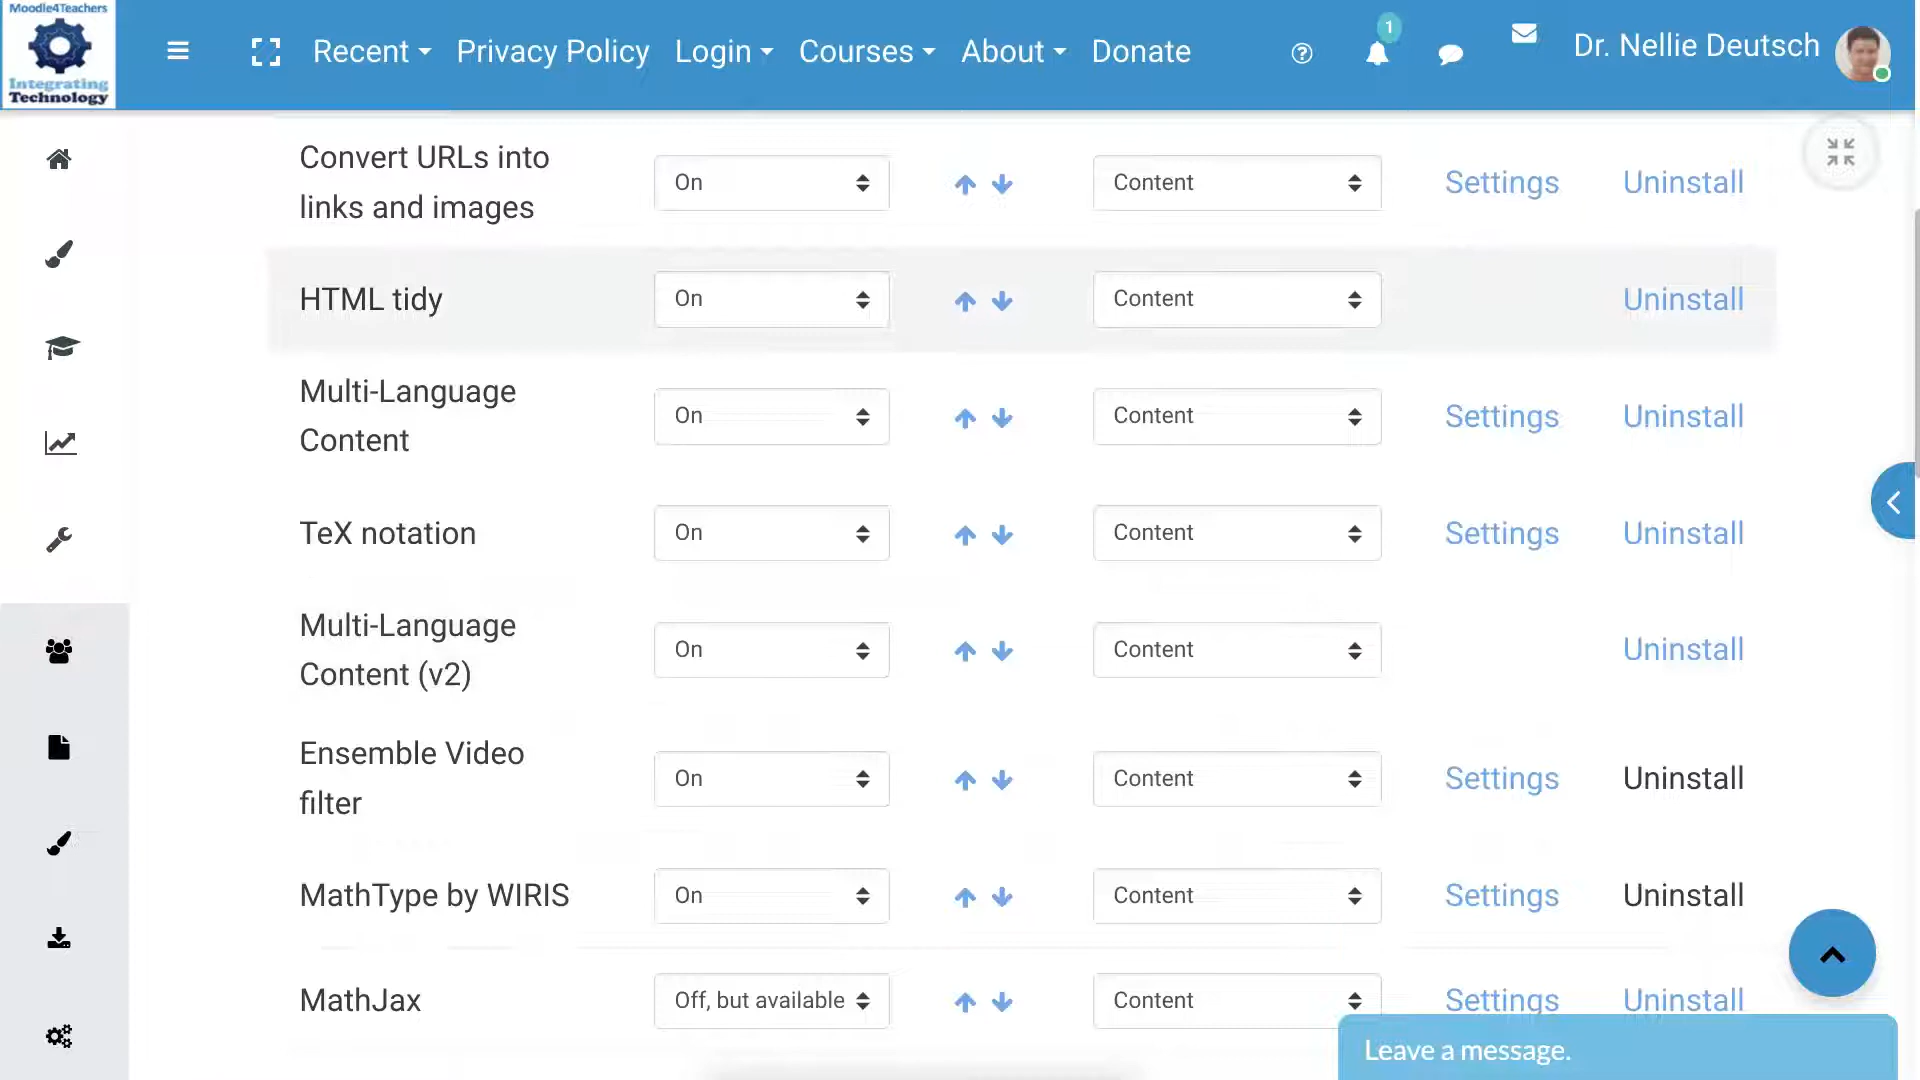 Moodle4Teachers
Integrating
Technology
Recent
Privacy Policy
Login
Courses
About
Donate
1
Dr. Nellie Deutsch
Convert URLs into
links and images
On
Content
Settings
Uninstall
HTML tidy
On
Content
Uninstall
Multi-Language
Content
On
Content
Settings
Uninstall
TeX notation
On
Content
Settings
Uninstall
Multi-Language
Content (v2)
On
Content
Uninstall
Ensemble Video
filter
On
Content
Settings
Uninstall
MathType by WIRIS
On
Content
Settings
Uninstall
MathJax
Off, but available
Content
Settings
Uninstall
Leave a message.